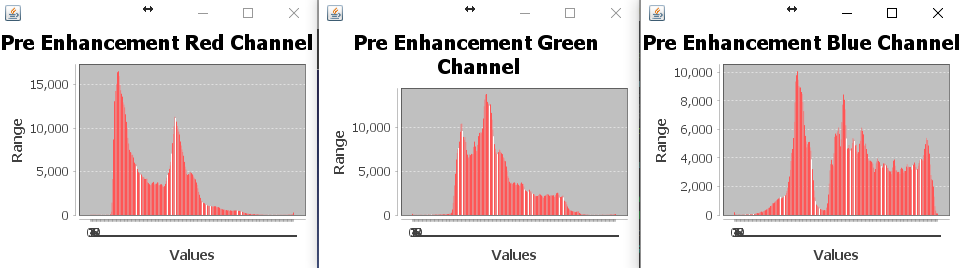 Pre Enhancement Red Channel
15,000
10,000
5,000
0
Range
Values
Pre Enhancement Green
Channel
10,000
5,000
0
Range
Values
Pre Enhancement Blue Channel
10,000
8,000
6,000
4,000
2,000
0
Range
Values